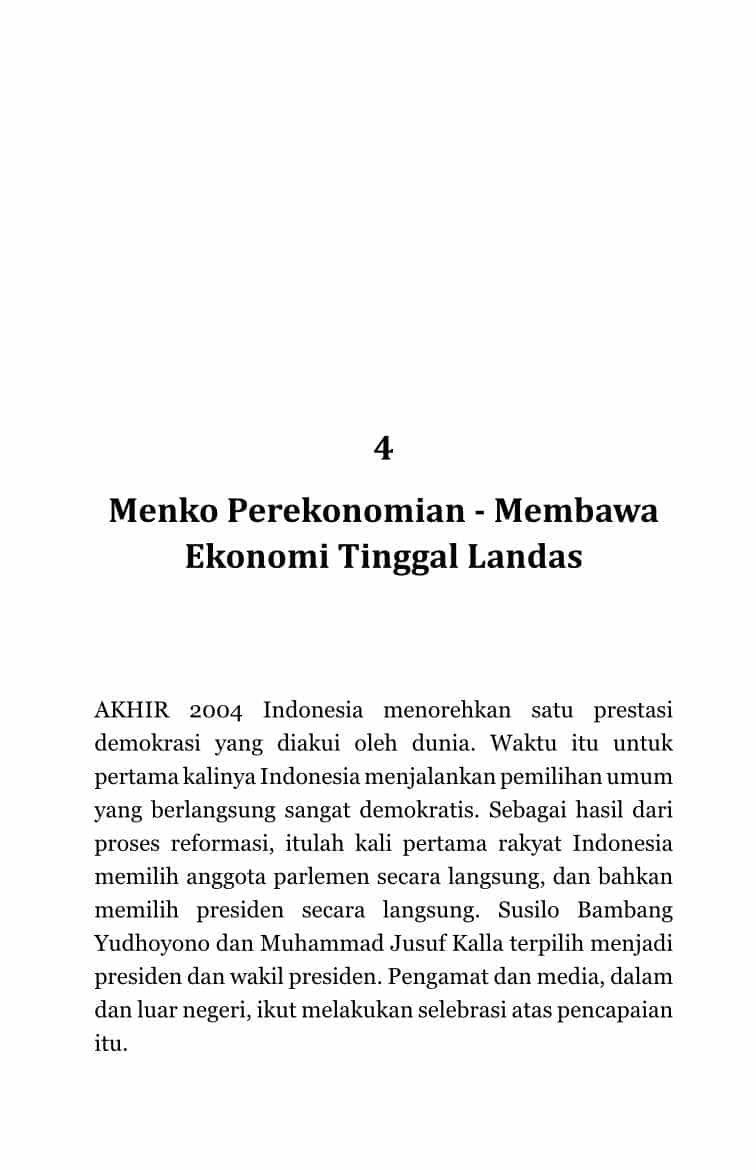 4
Menko Perekonomian - Membawa
Ekonomi Tinggal Landas
AKHIR 2004 Indonesia menorehkan satu prestasi
demokrasi yang diakui oleh dunia. Waktu itu untuk
pertama kalinya Indonesia menjalankan pemilihan umum
yang berlangsung sangat demokratis. Sebagai hasil dari
proses reformasi, itulah kali pertama rakyat Indonesia
memilih anggota parlemen secara langsung, dan bahkan
memilih presiden secara langsung. Susilo Bambang
Yudhoyono dan Muhammad Jusuf Kalla terpilih menjadi
presiden dan wakil presiden. Pengamat dan media, dalam
dan luar negeri, ikut melakukan selebrasi atas pencapaian
itu.